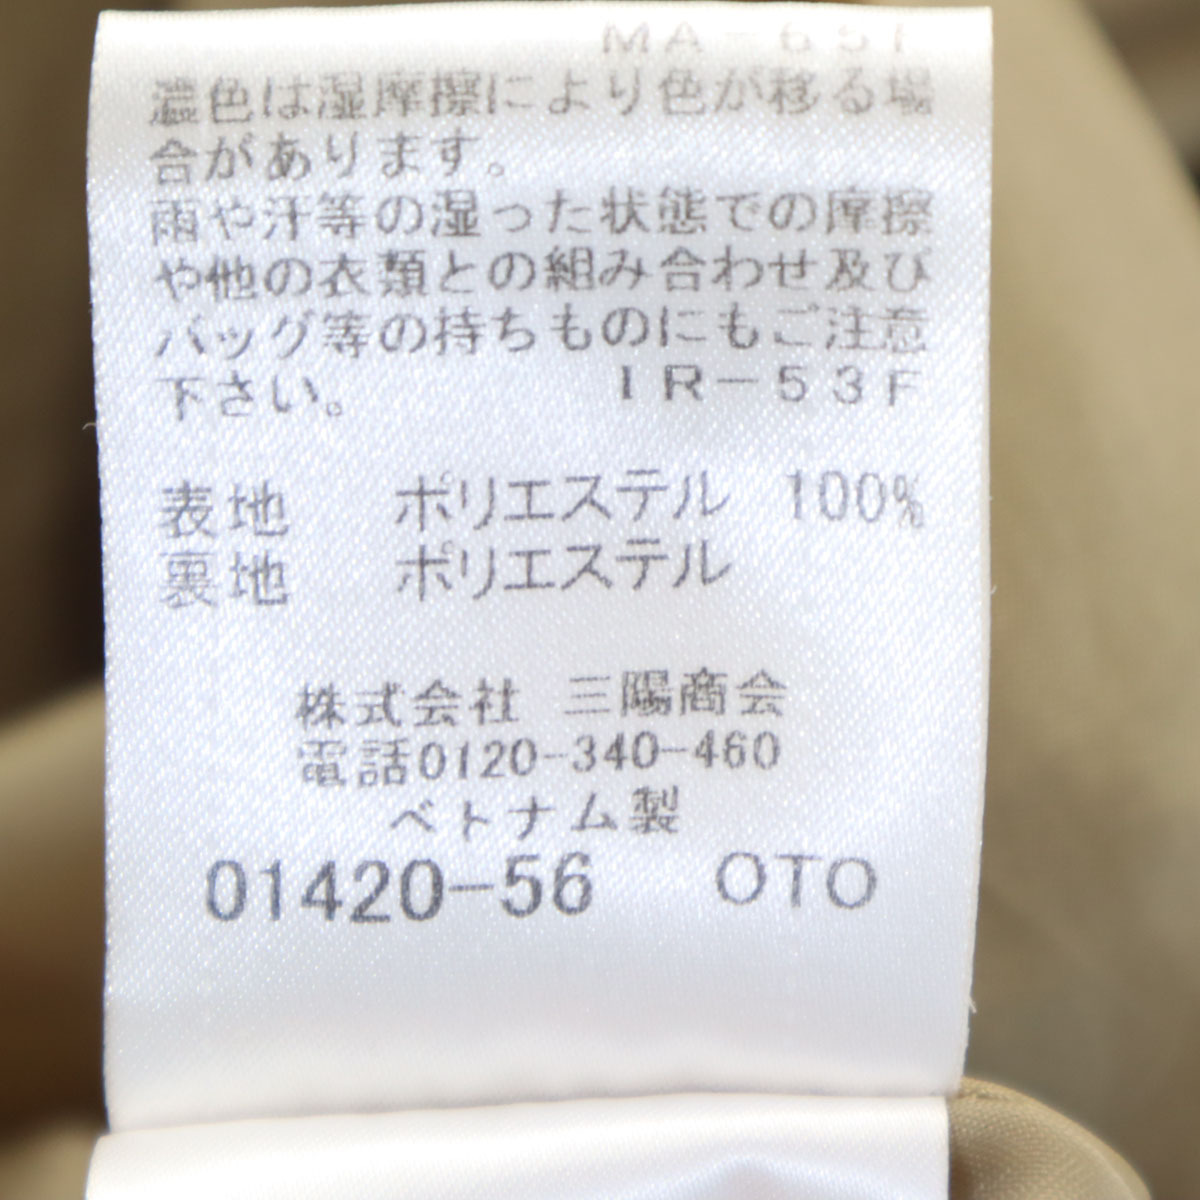 MA-65F
濃色は湿摩擦により色が移る場
合があります。
雨や汗等の湿った状態での摩擦
や他の衣類との組み合わせ及び
バッグ等の持ちものにもご注意
下さい。 IR-53F
表地 ポリエステル 100%
裏地 ポリエステル
株式会社 三陽商会
電話0120-340-460
ベトナム製
01420-56 OTO